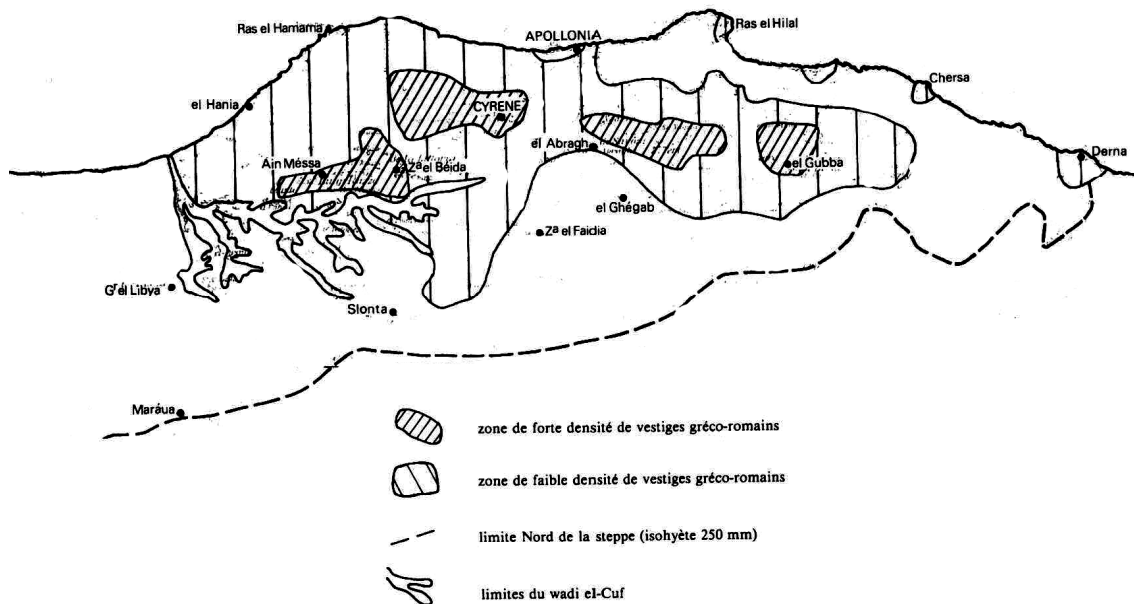 Ras el Hamama
APOLLONIA
Ras el Hilal
Chersa
el Hania
CYRENE
el Abragh
Derna
Aïn Méssa
Zª el Béida
el Gubba
el Ghégab
Zª el Faidia
Gʳ el Libya
Slonta
Maráua
zone de forte densité de vestiges gréco-romains
zone de faible densité de vestiges gréco-romains
limite Nord de la steppe (isohyète 250 mm)
limites du wadi el-Cuf